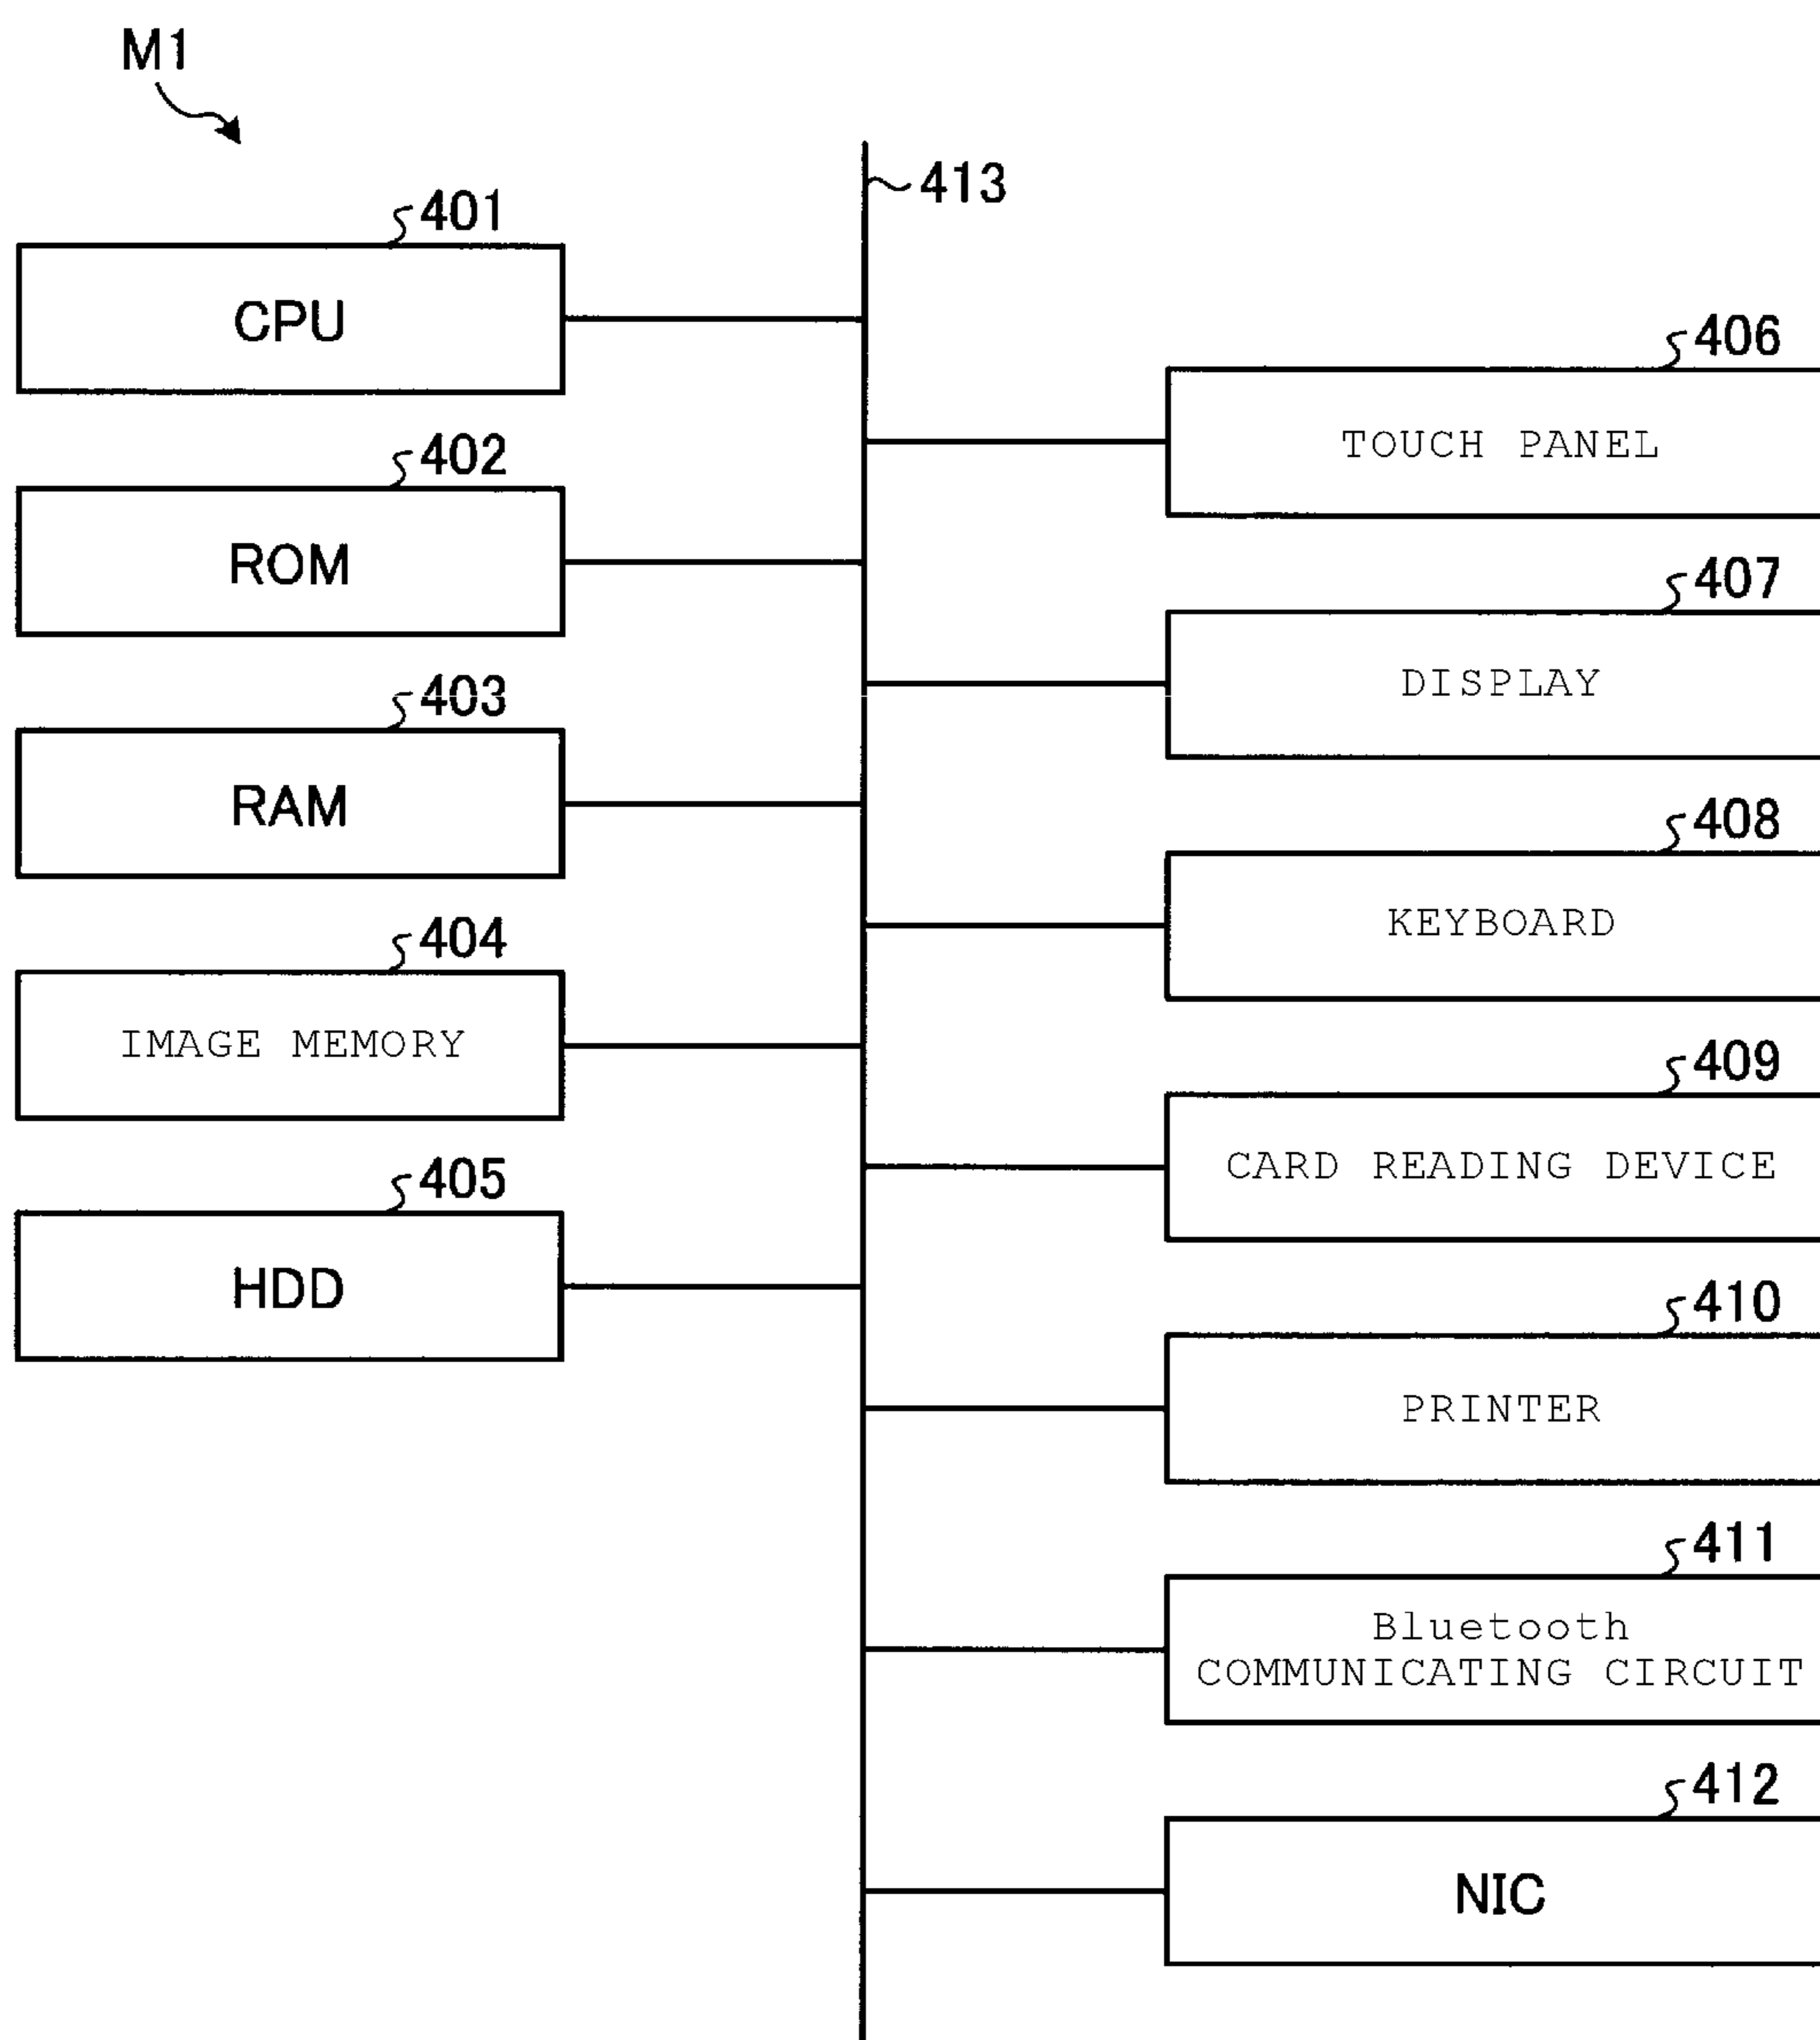 M1
413
401
CPU
402
ROM
403
RAM
404
IMAGE MEMORY
405
HDD
406
TOUCH PANEL
407
DISPLAY
408
KEYBOARD
409
CARD READING DEVICE
410
PRINTER
411
Bluetooth
COMMUNICATING CIRCUIT
412
NIC